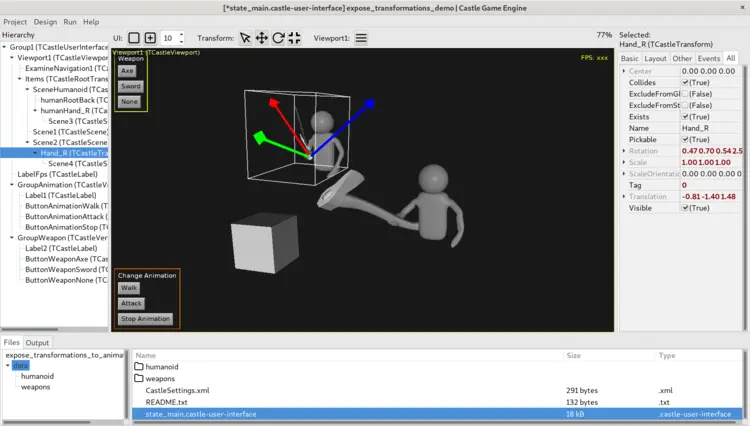 [*state_main.castle-user-interface] expose_transformations_demo | Castle Game Engine
Project Design Run Help
Hierarchy
Group1 (TCastleUserInterface
Viewport1 (TCastleViewpor
ExamineNavigation1 (TCa
Items (TCastleRootTrans
SceneHumanoid (TCas
humanRootBack (TCa
humanHand_R (TCas
Scene3 (TCastleS
Scene1 (TCastleScene)
Scene2 (TCastleScene
Hand_R (TCastleTra
Scene4 (TCastleS
LabelFps (TCastleLabel)
GroupAnimation (TCastleV
Label1 (TCastleLabel)
ButtonAnimationWalk (TC
ButtonAnimationAttack (
ButtonAnimationStop (TC
GroupWeapon (TCastleVer
Label2 (TCastleLabel)
ButtonWeaponAxe (TCas
ButtonWeaponSword (TC
ButtonWeaponNone (TCa
UI: 10 Transform: Viewport1: 77%
Viewport1 (TCastleViewport)
FPS: xxx
Weapon
Axe
Sword
None
Change Animation
Walk
Attack
Stop Animation
Selected:
Hand_R (TCastleTransform)
Basic Layout Other Events All
Center 0.00 0.00 0.00
Collides (True)
ExcludeFromGl (False)
ExcludeFromSt (False)
Exists (True)
Name Hand_R
Pickable (True)
Rotation 0.47 0.70 0.54 2.5
Scale 1.00 1.00 1.00
ScaleOrientatio 0.00 0.00 0.00 0
Tag 0
Translation -0.81 -1.40 1.48
Visible (True)
Files Output
expose_transformations_to_anima
data
humanoid
weapons
Name Size Type
humanoid
weapons
CastleSettings.xml 291 bytes .xml
README.txt 132 bytes .txt
state_main.castle-user-interface 18 kB .castle-user-interface